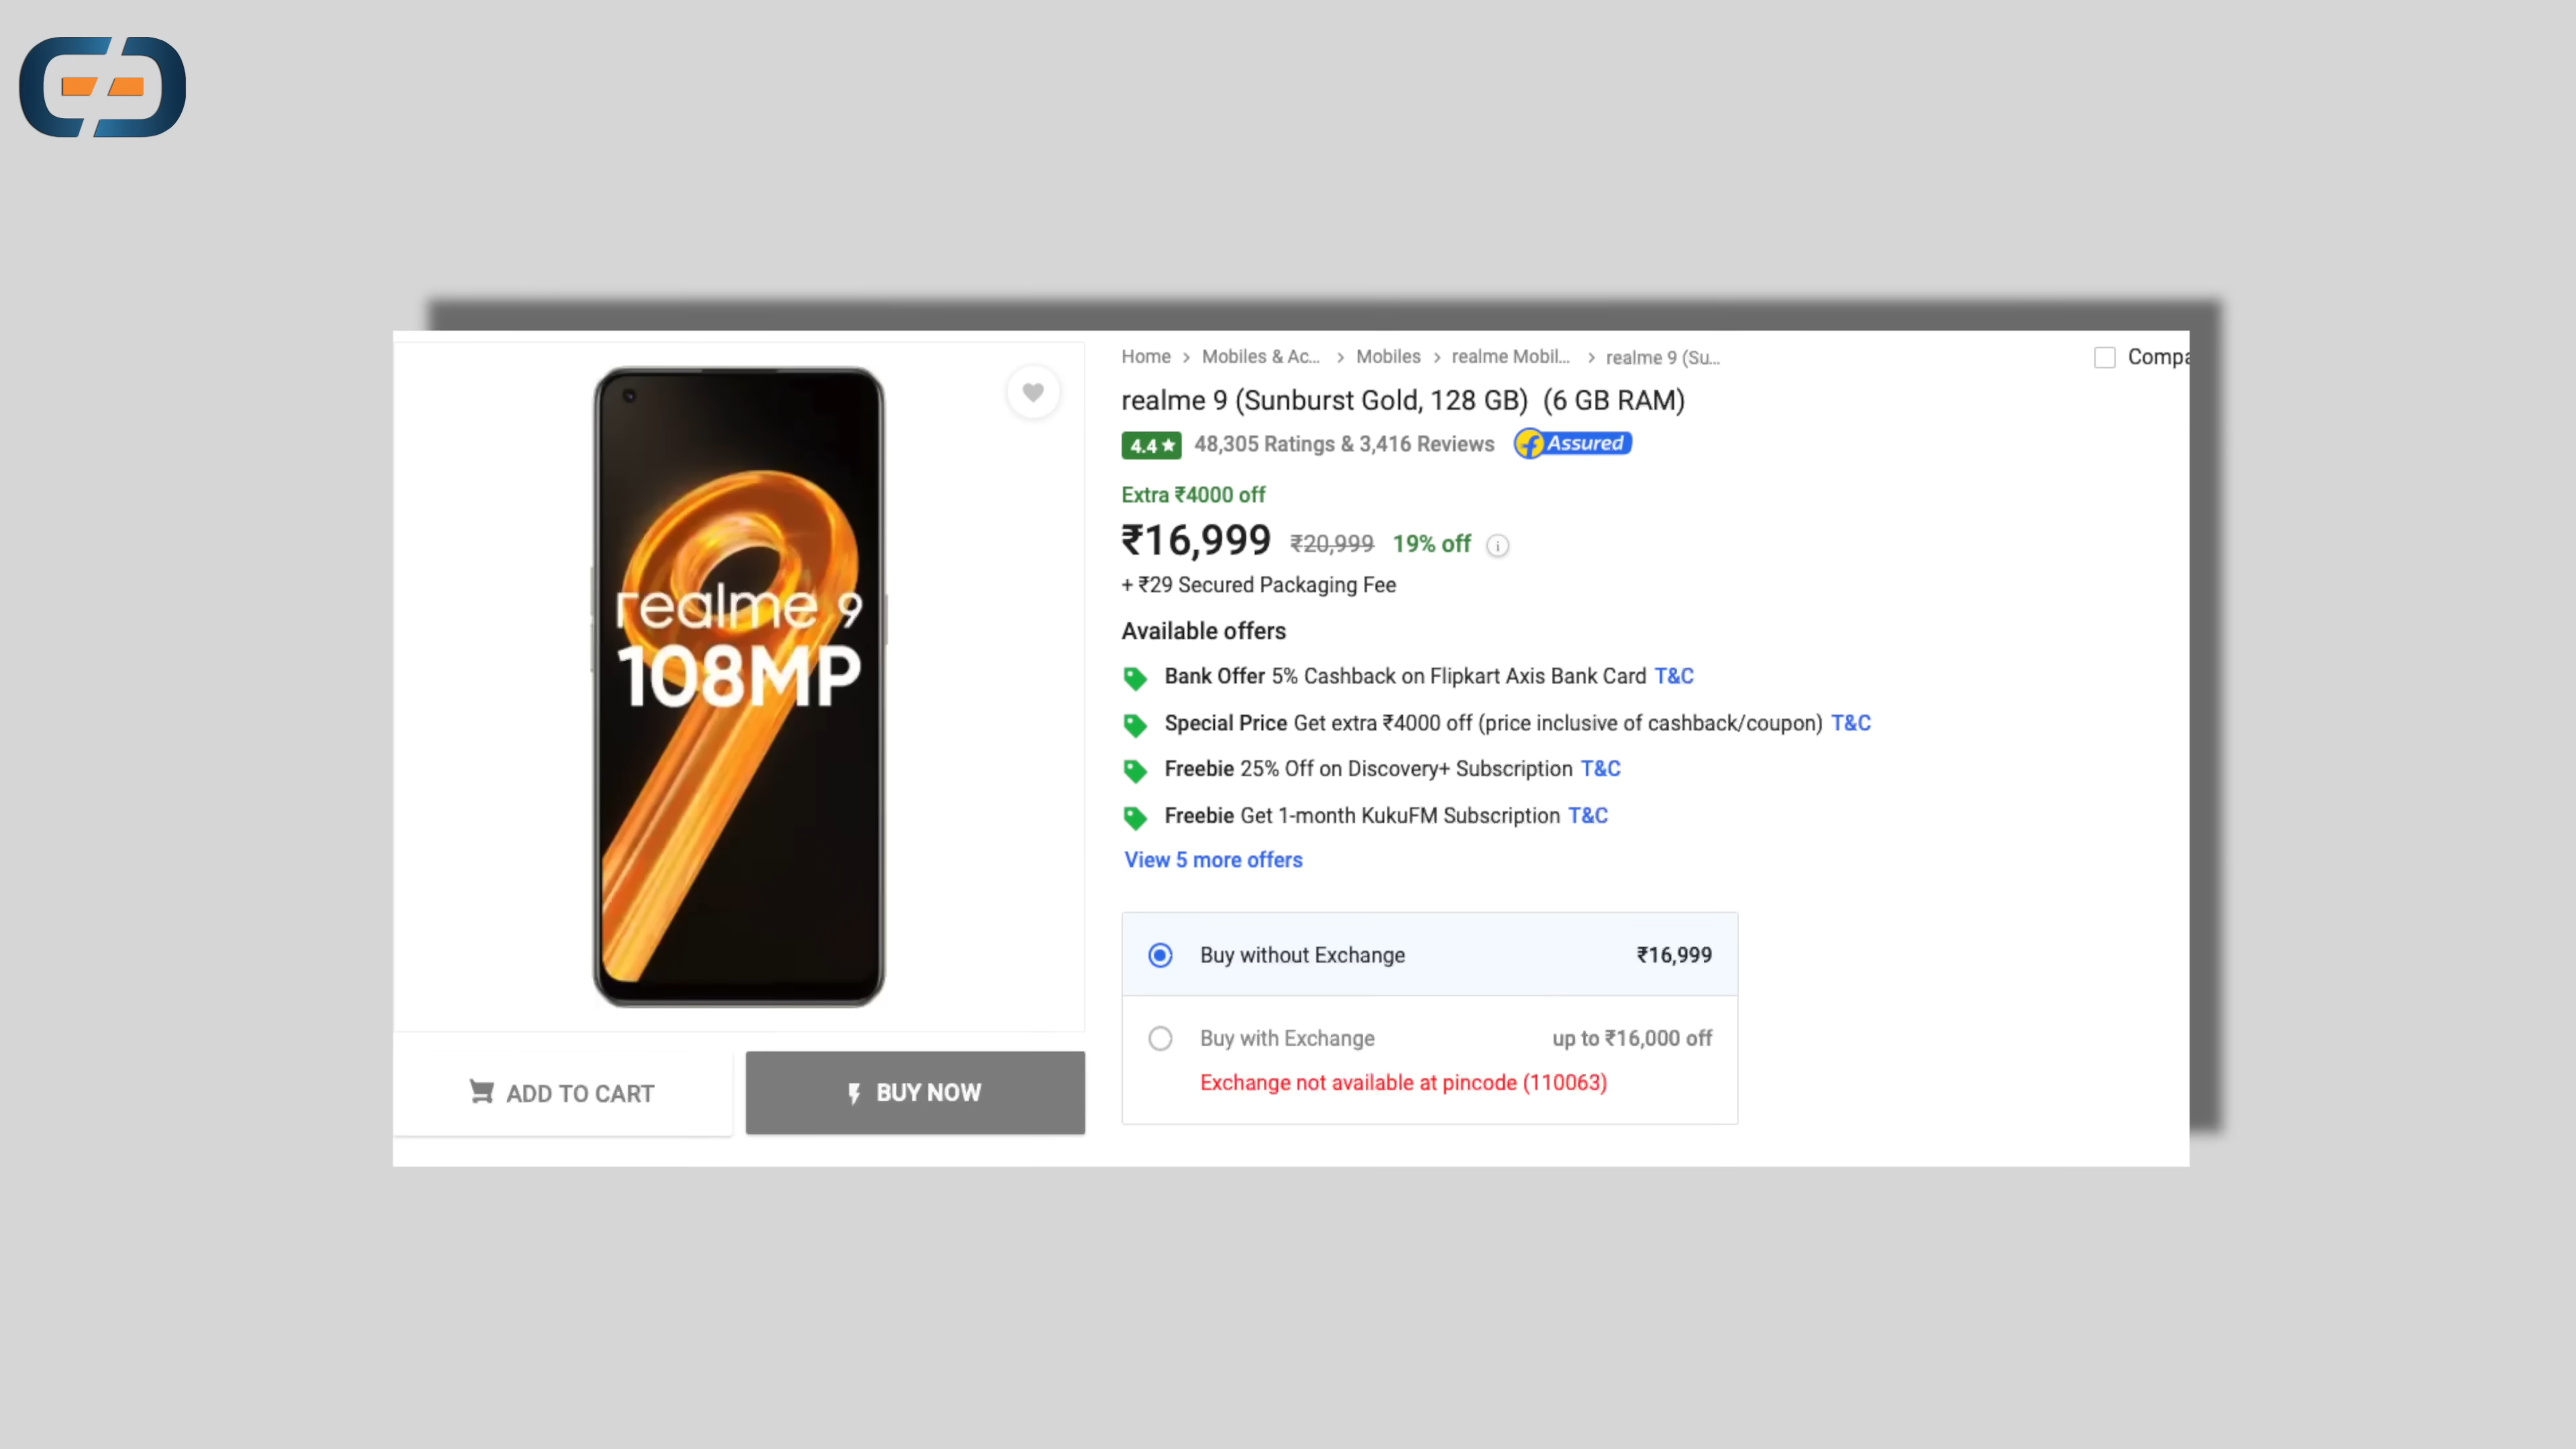 realme 9
108MP
ADD TO CART
BUY NOW
Home > Mobiles & Ac... > Mobiles > realme Mobil... > realme 9 (Su...
Compa
realme 9 (Sunburst Gold, 128 GB) (6 GB RAM)
4.4★ 48,305 Ratings & 3,416 Reviews Assured
Extra ₹4000 off
₹16,999 ₹20,999 19% off
+ ₹29 Secured Packaging Fee
Available offers
Bank Offer 5% Cashback on Flipkart Axis Bank Card T&C
Special Price Get extra ₹4000 off (price inclusive of cashback/coupon) T&C
Freebie 25% Off on Discovery+ Subscription T&C
Freebie Get 1-month KukuFM Subscription T&C
View 5 more offers
Buy without Exchange ₹16,999
Buy with Exchange up to ₹16,000 off
Exchange not available at pincode (110063)